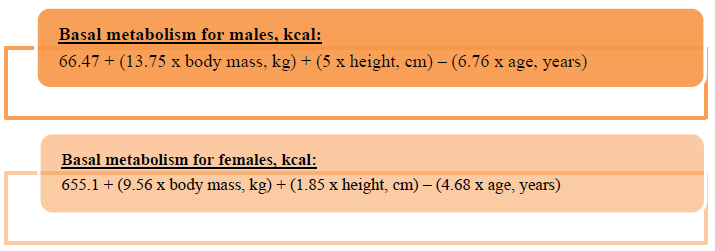 Basal metabolism for males, kcal:
66.47 + (13.75 x body mass, kg) + (5 x height, cm) – (6.76 x age, years)
Basal metabolism for females, kcal:
655.1 + (9.56 x body mass, kg) + (1.85 x height, cm) – (4.68 x age, years)